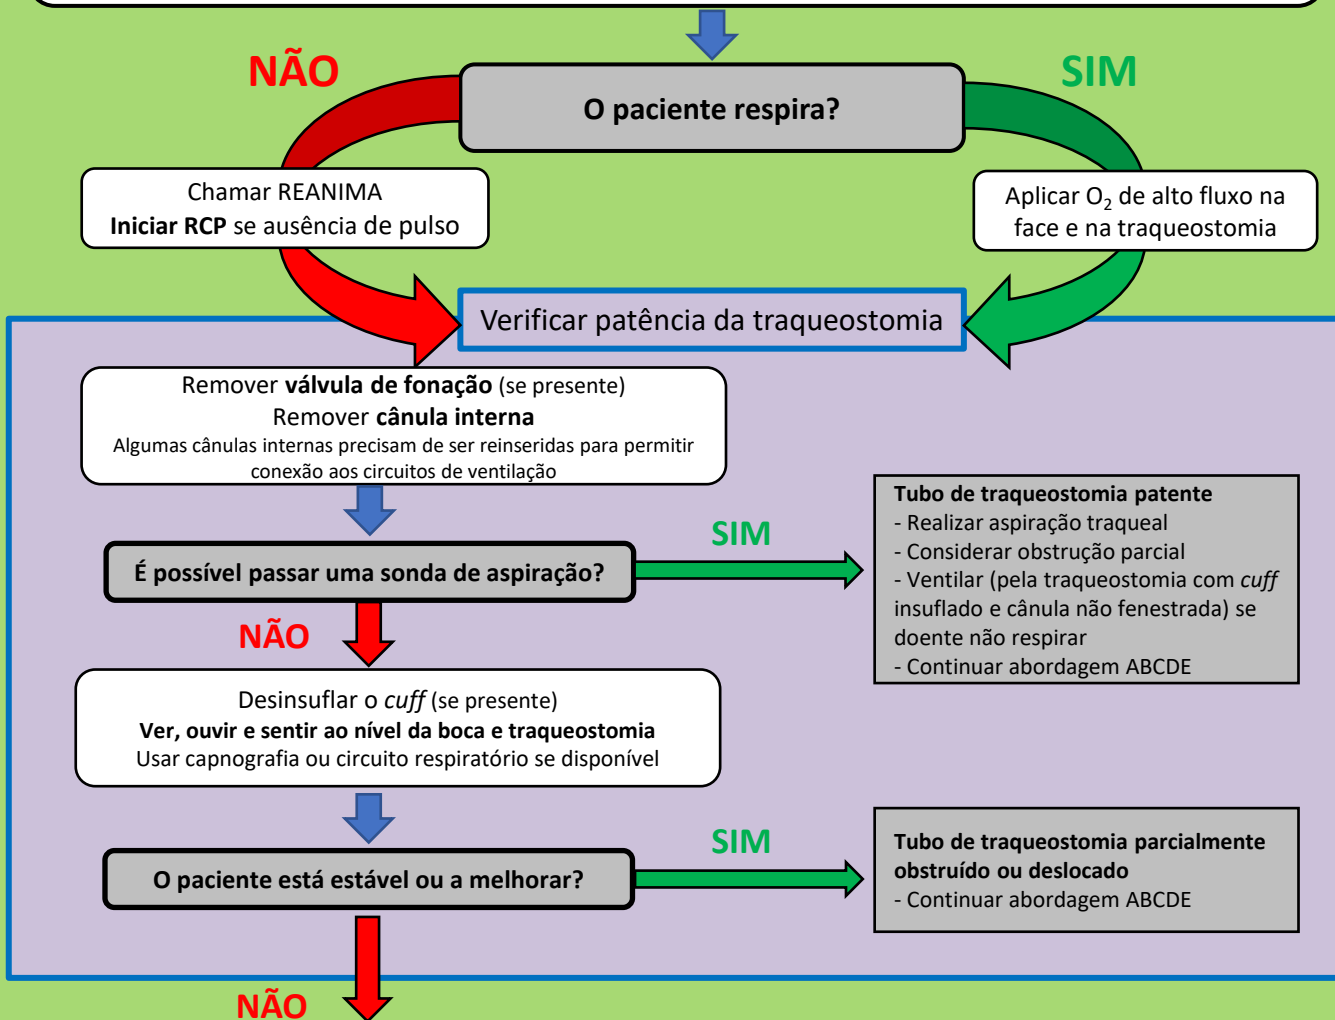 NÃO
SIM
O paciente respira?
Chamar REANIMA
Iniciar RCP se ausência de pulso
Aplicar O₂ de alto fluxo na
face e na traqueostomia
Verificar patência da traqueostomia
Remover válvula de fonação (se presente)
Remover cânula interna
Algumas cânulas internas precisam de ser reinseridas para permitir
conexão aos circuitos de ventilação
É possível passar uma sonda de aspiração?
SIM
Tubo de traqueostomia patente
- Realizar aspiração traqueal
- Considerar obstrução parcial
- Ventilar (pela traqueostomia com cuff
insuflado e cânula não fenestrada) se
doente não respirar
- Continuar abordagem ABCDE
NÃO
Desinsuflar o cuff (se presente)
Ver, ouvir e sentir ao nível da boca e traqueostomia
Usar capnografia ou circuito respiratório se disponível
O paciente está estável ou a melhorar?
SIM
Tubo de traqueostomia parcialmente
obstruído ou deslocado
- Continuar abordagem ABCDE
NÃO